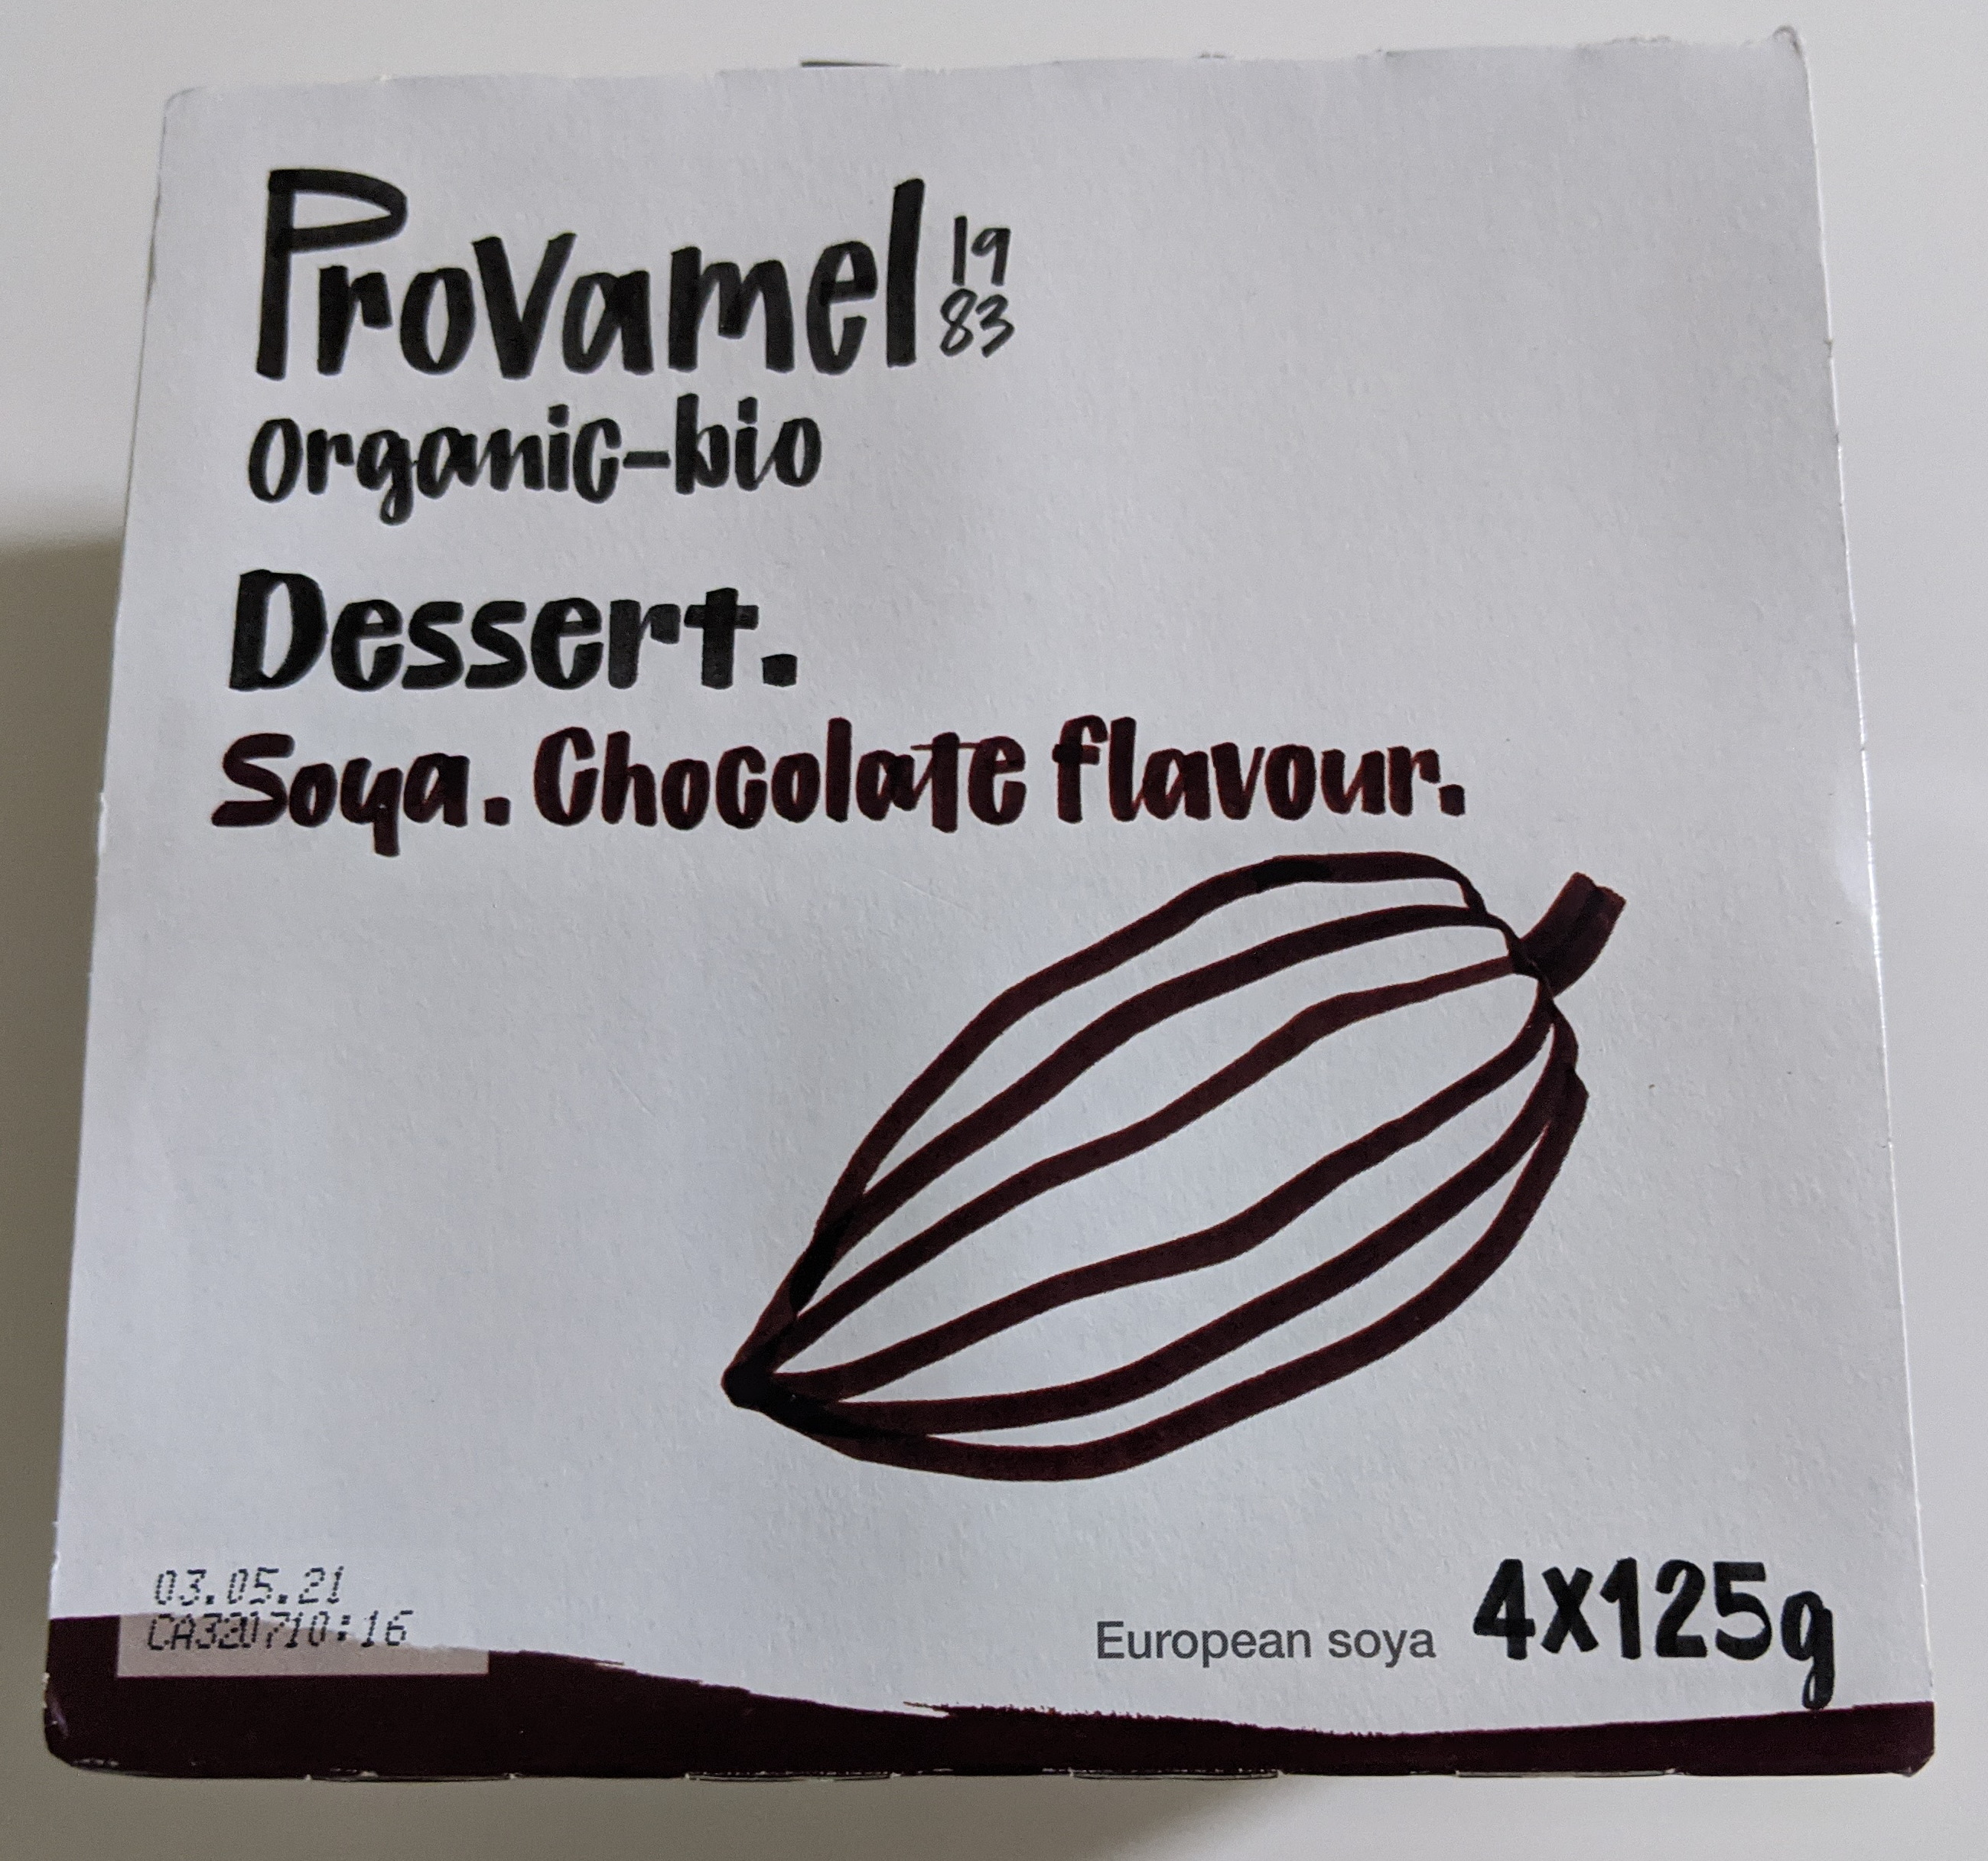 Provamel 19
83
organic-bio
Dessert.
Soya. Chocolate flavour.
03.05.21
CA320710:16
European soya 4x125g